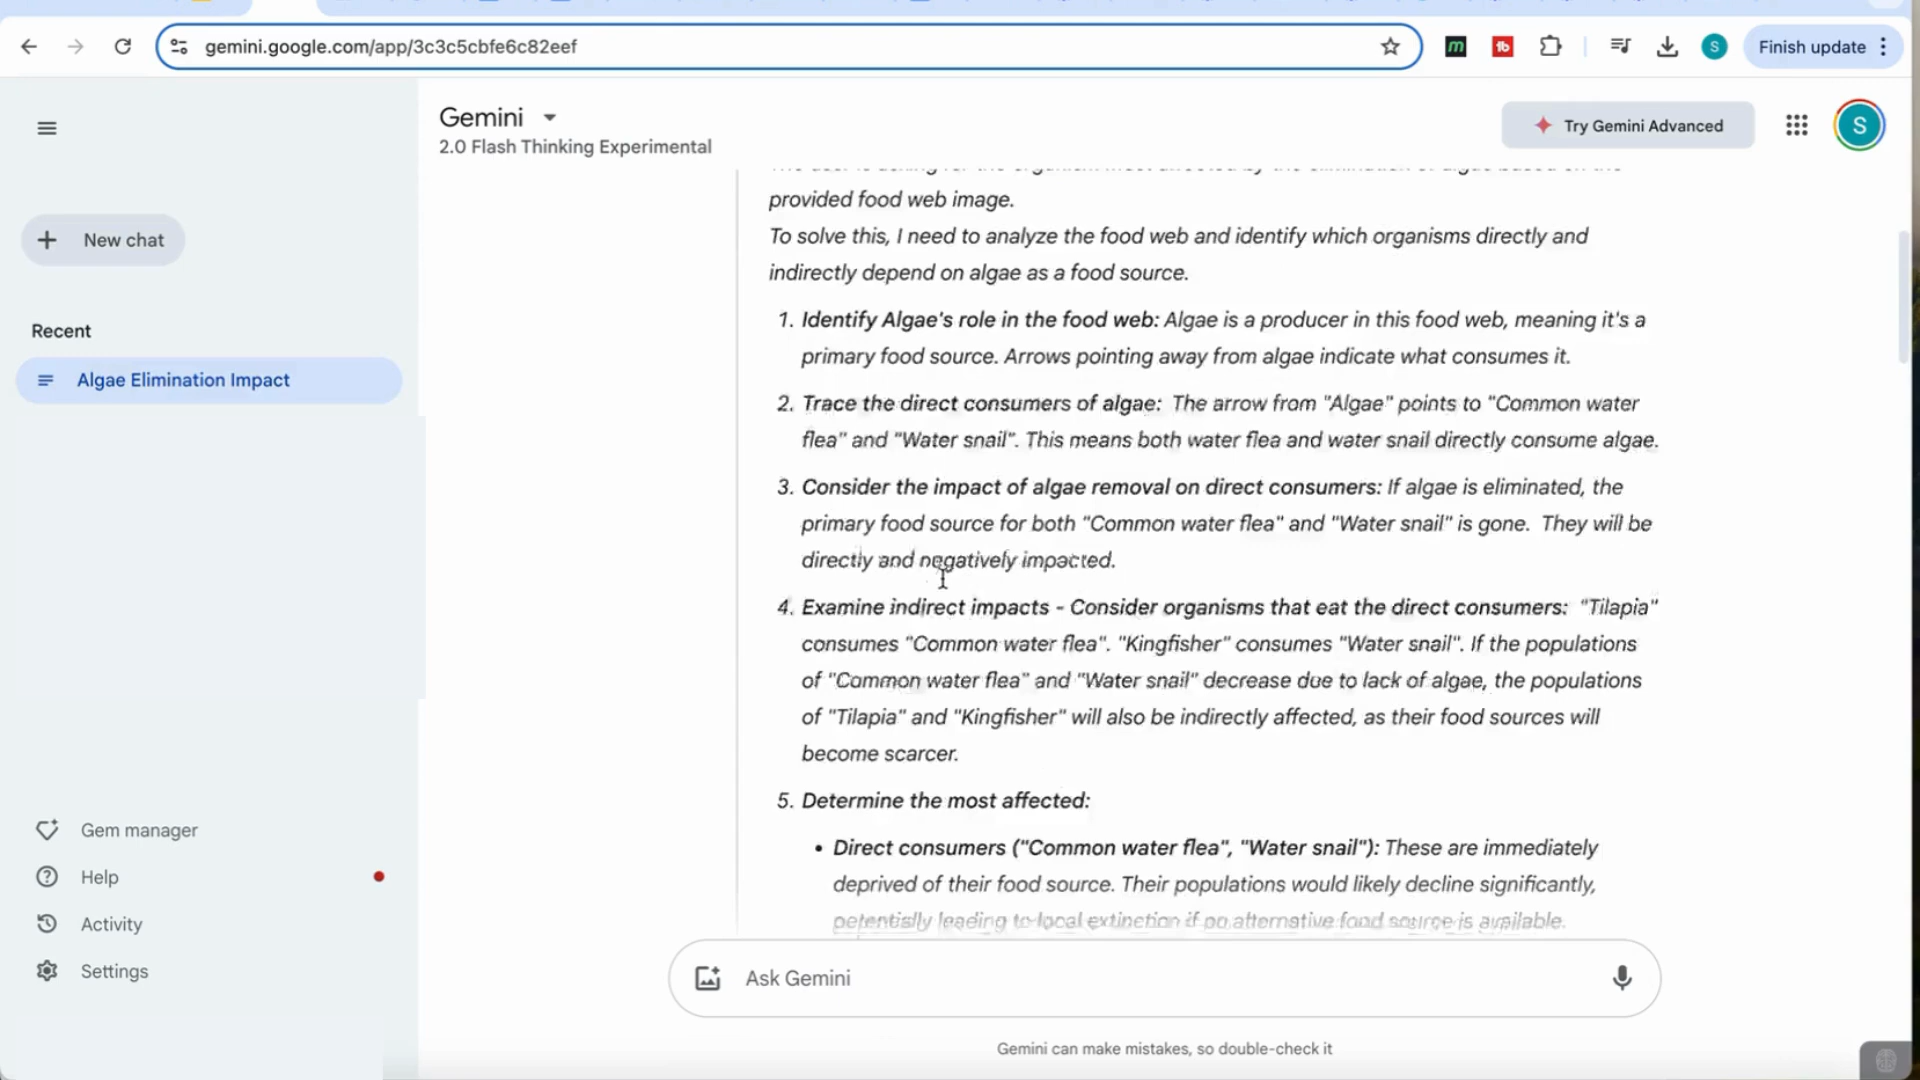 gemini.google.com/app/3c3c5cbfe6c82eef
m
tb
S
Finish update
Gemini
2.0 Flash Thinking Experimental
Try Gemini Advanced
S
New chat
Recent
Algae Elimination Impact
Gem manager
Help
Activity
Settings
provided food web image.
To solve this, I need to analyze the food web and identify which organisms directly and
indirectly depend on algae as a food source.
1. Identify Algae's role in the food web: Algae is a producer in this food web, meaning it's a
primary food source. Arrows pointing away from algae indicate what consumes it.
2. Trace the direct consumers of algae: The arrow from "Algae" points to "Common water
flea" and "Water snail". This means both water flea and water snail directly consume algae.
3. Consider the impact of algae removal on direct consumers: If algae is eliminated, the
primary food source for both "Common water flea" and "Water snail" is gone. They will be
directly and negatively impacted.
4. Examine indirect impacts - Consider organisms that eat the direct consumers: "Tilapia"
consumes "Common water flea". "Kingfisher" consumes "Water snail". If the populations
of "Common water flea" and "Water snail" decrease due to lack of algae, the populations
of "Tilapia" and "Kingfisher" will also be indirectly affected, as their food sources will
become scarcer.
5. Determine the most affected:
• Direct consumers ("Common water flea", "Water snail"): These are immediately
deprived of their food source. Their populations would likely decline significantly,
potentially leading to local extinction if no alternative food source is available.
Ask Gemini
Gemini can make mistakes, so double-check it